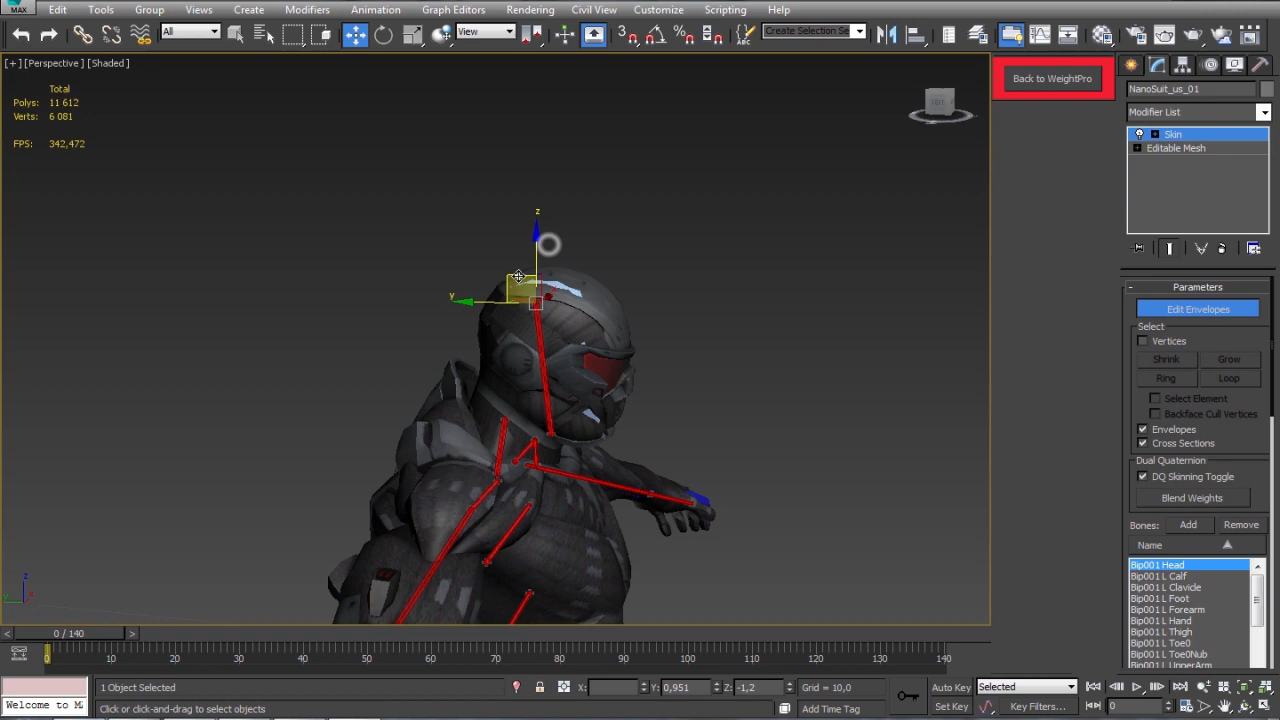 MAX
Edit Tools Group Views Create Modifiers Animation Graph Editors Rendering Civil View Customize Scripting Help
All View 3 % Create Selection Se
[+] [Perspective] [Shaded]
Back to WeightPro
Total
Polys: 11 612
Verts: 6 081
FPS: 342,472
NanoSuit_us_01
Modifier List
Skin
Editable Mesh
z
y
Parameters
Edit Envelopes
Select
Vertices
Shrink Grow
Ring Loop
Select Element
Backface Cull Vertices
Envelopes
Cross Sections
Dual Quaternion
DQ Skinning Toggle
Blend Weights
Bones: Add Remove
Name
Bip001 Head
Bip001 L Calf
Bip001 L Clavicle
Bip001 L Foot
Bip001 L Forearm
Bip001 L Hand
Bip001 L Thigh
Bip001 L Toe0
Bip001 L Toe0Nub
Bip001 L UpperArm
z
y x
< 0 / 140 >
0 10 20 30 40 50 60 70 80 90 100 110 120 130 140
1 Object Selected X: Y: 0,951 Z: -1,2 Grid = 10,0 Auto Key Selected
Welcome to MA Click or click-and-drag to select objects Add Time Tag Set Key Key Filters... 0